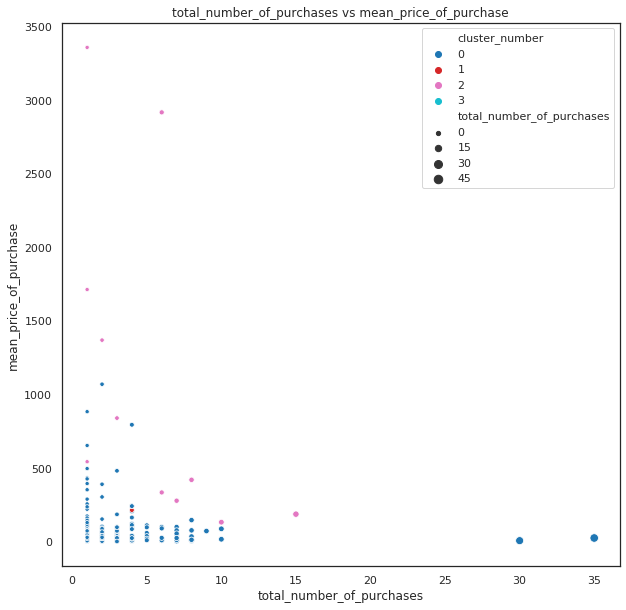 total_number_of_purchases vs mean_price_of_purchase
3500
3000
2500
2000
1500
1000
500
0
mean_price_of_purchase
cluster_number
0
1
2
3
total_number_of_purchases
0
15
30
45
0 5 10 15 20 25 30 35
total_number_of_purchases